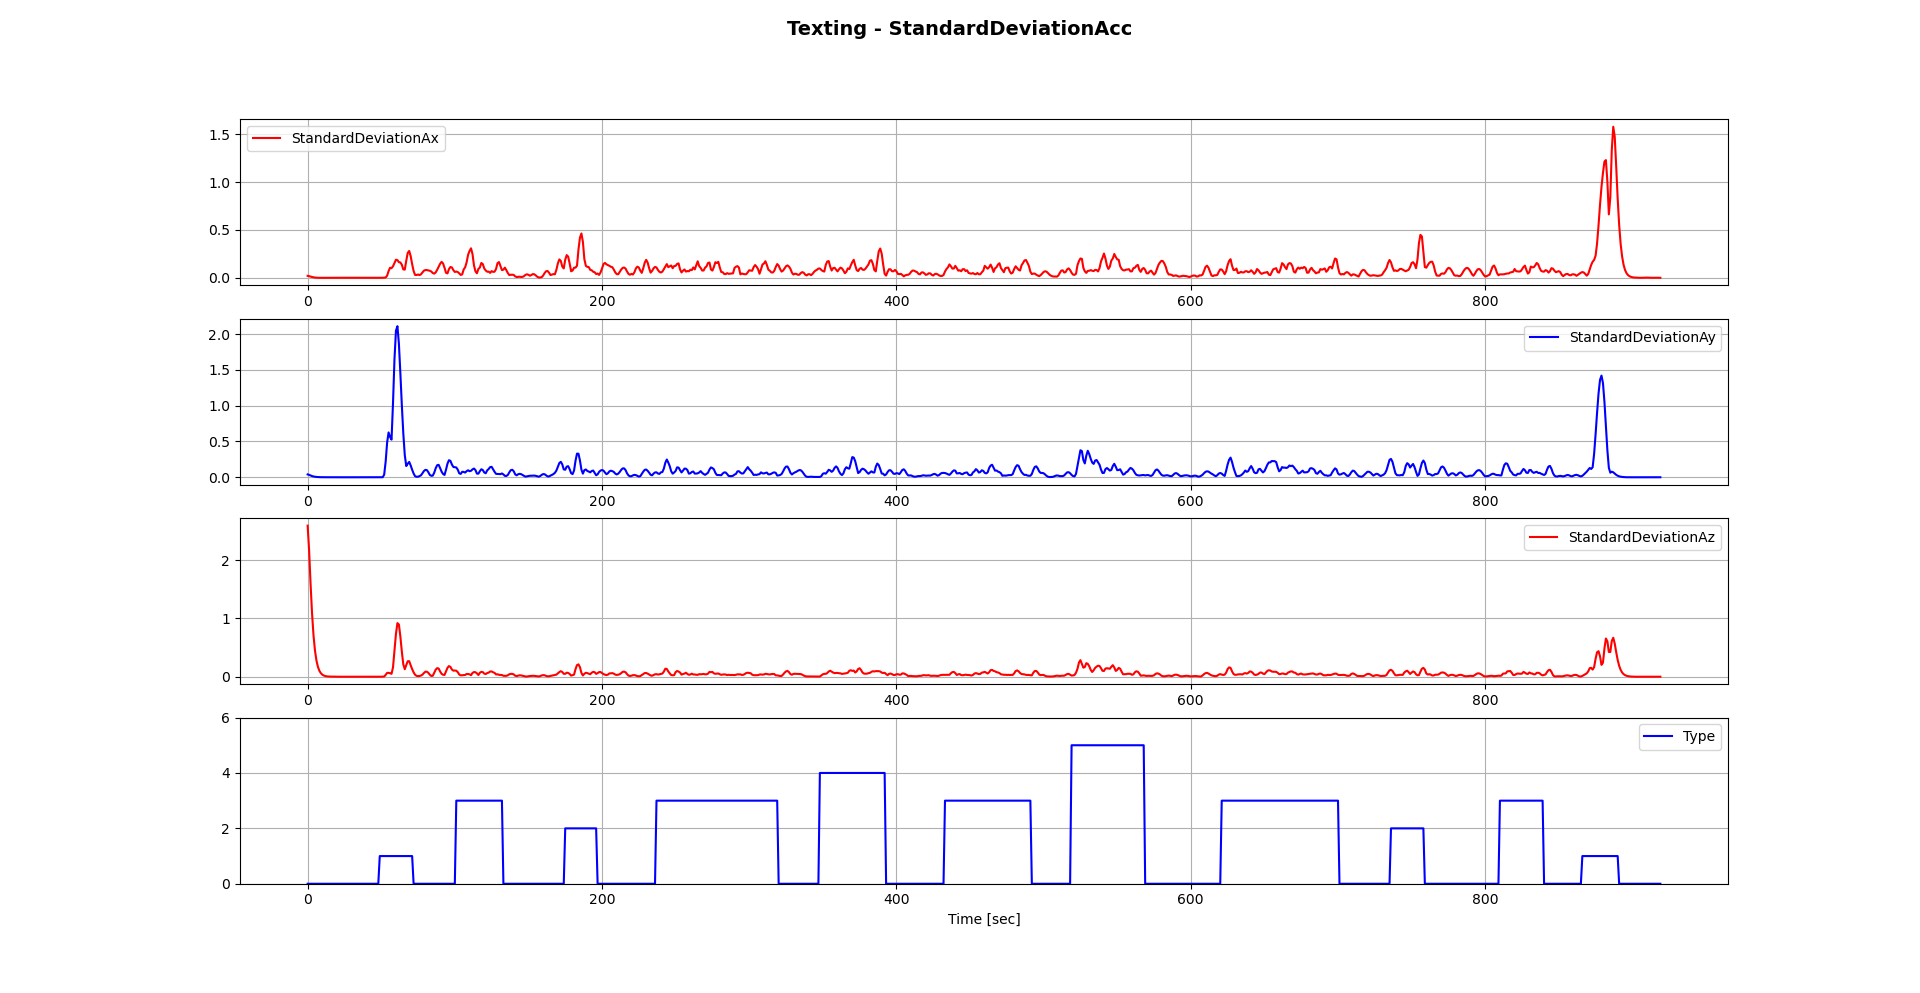 Texting - StandardDeviationAcc
StandardDeviationAx
1.5
1.0
0.5
0.0
0 200 400 600 800
StandardDeviationAy
2.0
1.5
1.0
0.5
0.0
0 200 400 600 800
StandardDeviationAz
2
1
0
0 200 400 600 800
Type
6
4
2
0
0 200 400 600 800
Time [sec]